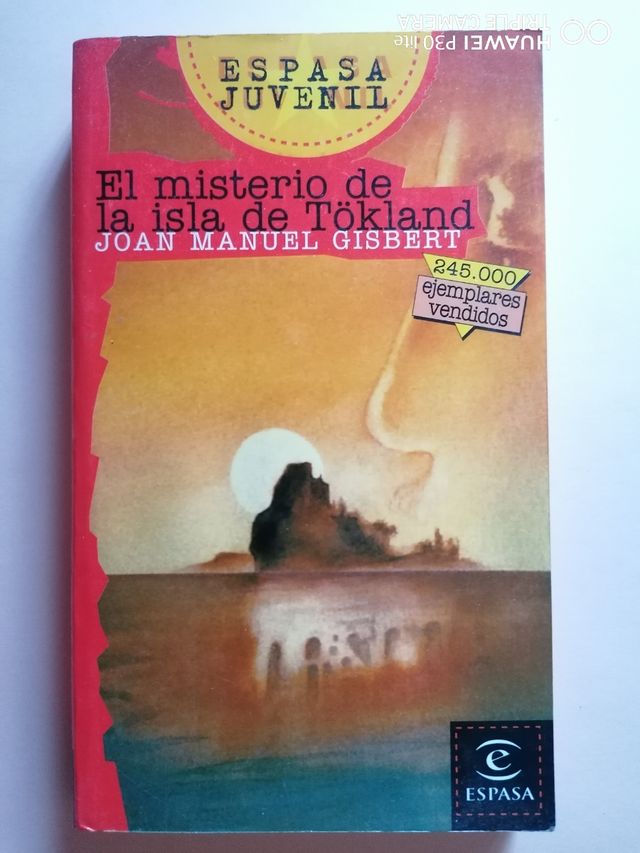 HUAWEI P30 lite
TRIPLE CAMERA
ESPASA
JUVENIL
El misterio de
la isla de Tökland
JOAN MANUEL GISBERT
245.000
ejemplares
vendidos
e
ESPASA